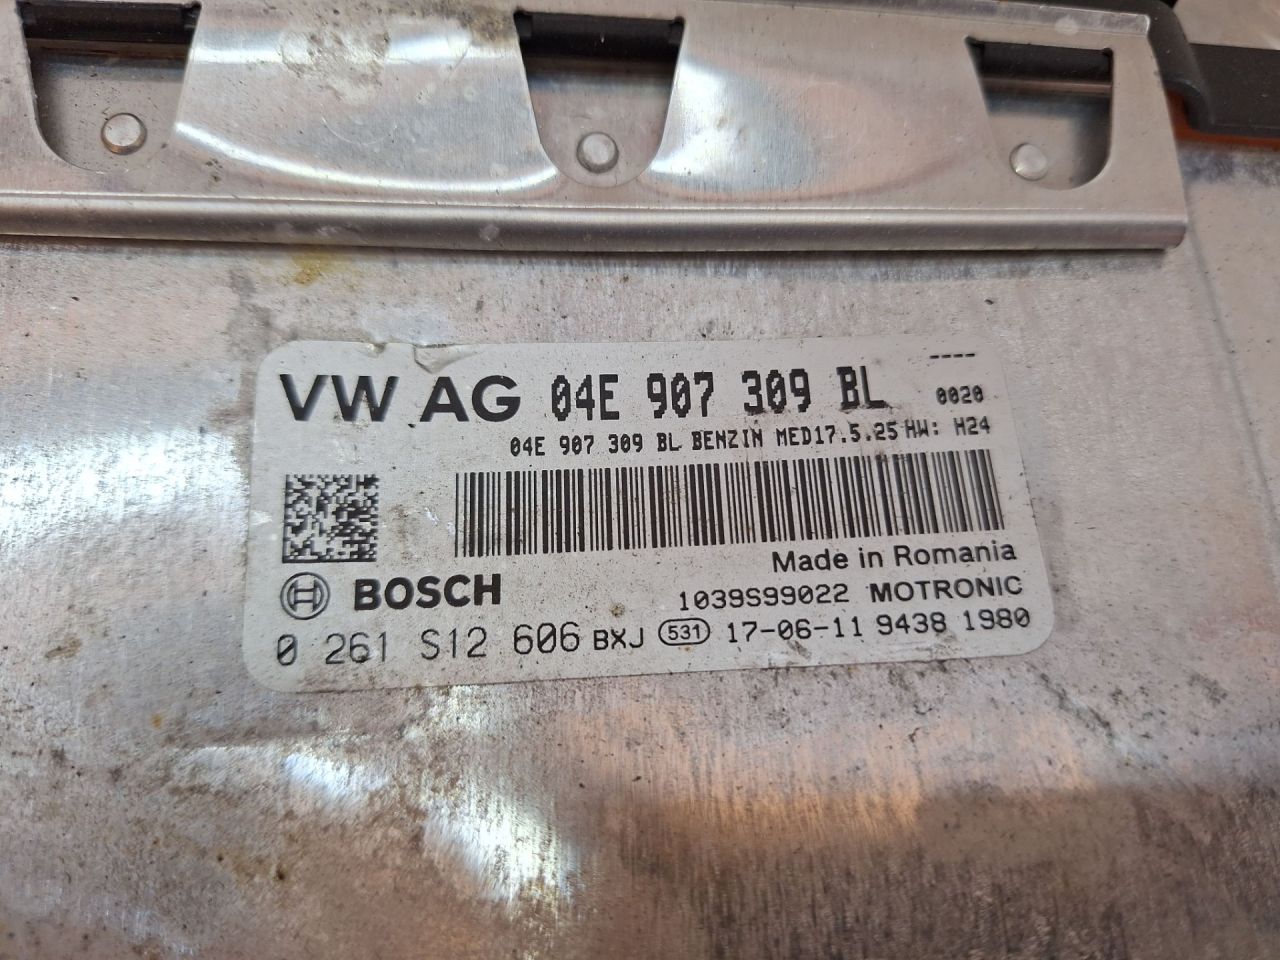 ----
VW AG 04E 907 309 BL 0020
04E 907 309 BL BENZIN MED17.5.25 HW: H24
Made in Romania
BOSCH 1039S99022 MOTRONIC
0 261 S12 606 BXJ 531 17-06-11 9438 1980